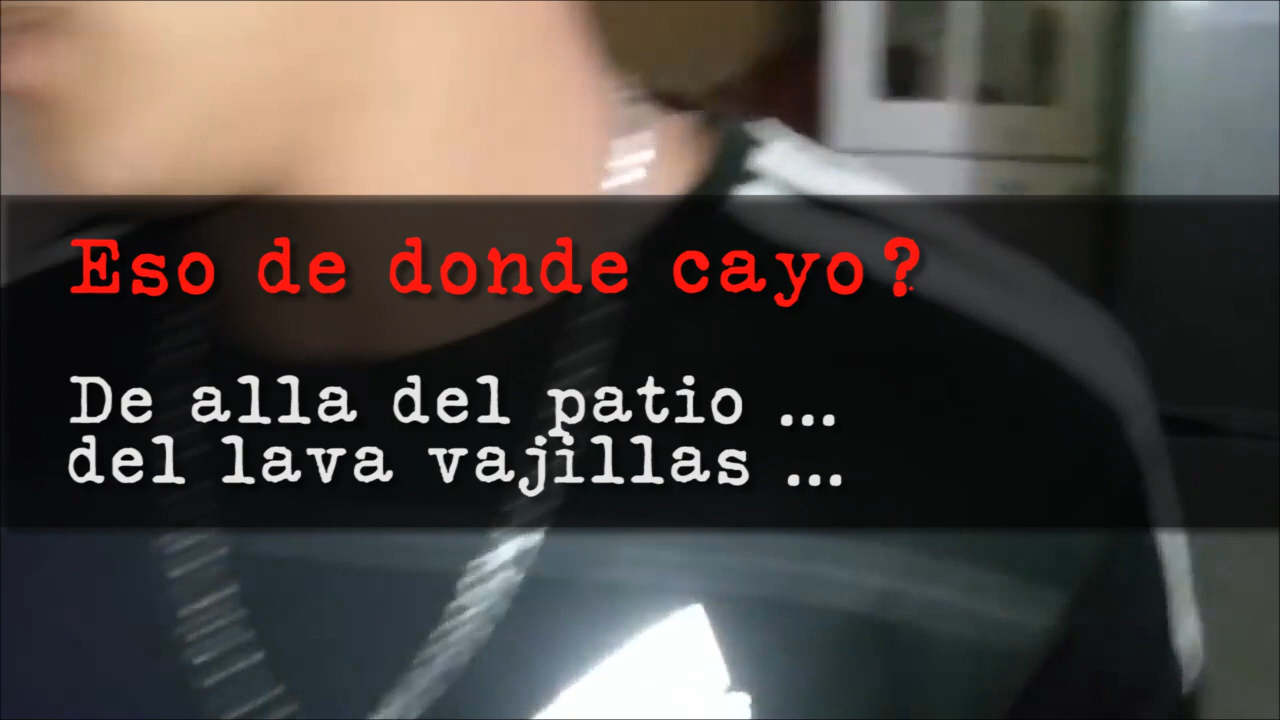 Eso de donde cayo?
De alla del patio ...
del lava vajillas ...